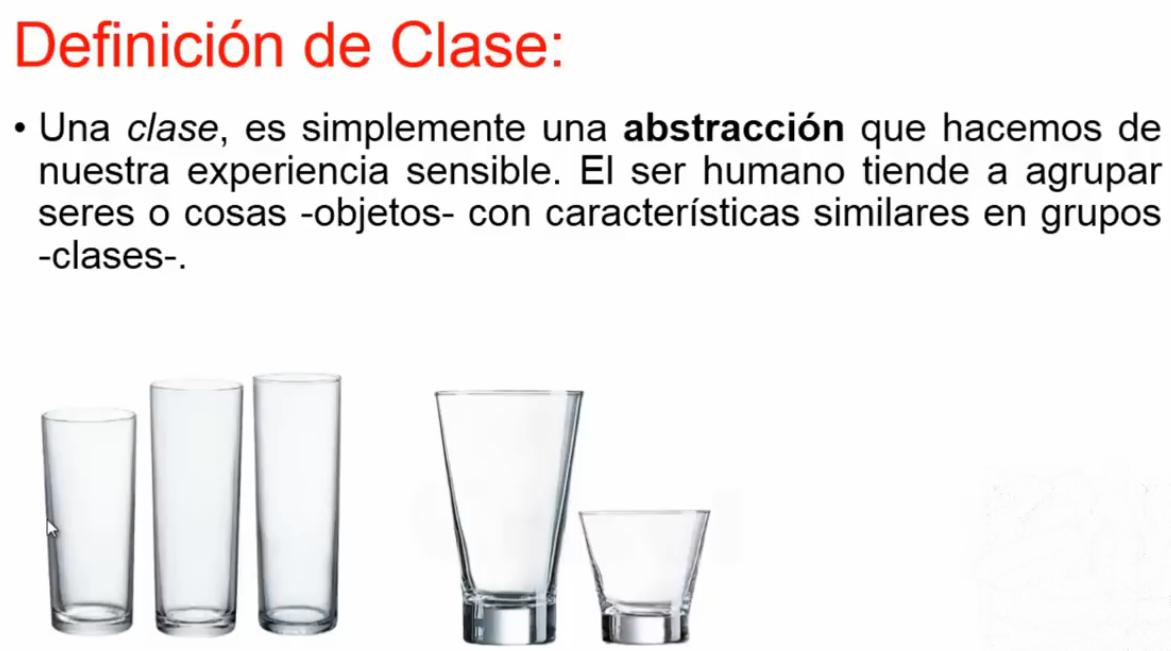 Definición de Clase:
• Una clase, es simplemente una abstracción que hacemos de
nuestra experiencia sensible. El ser humano tiende a agrupar
seres o cosas -objetos- con características similares en grupos
-clases-.